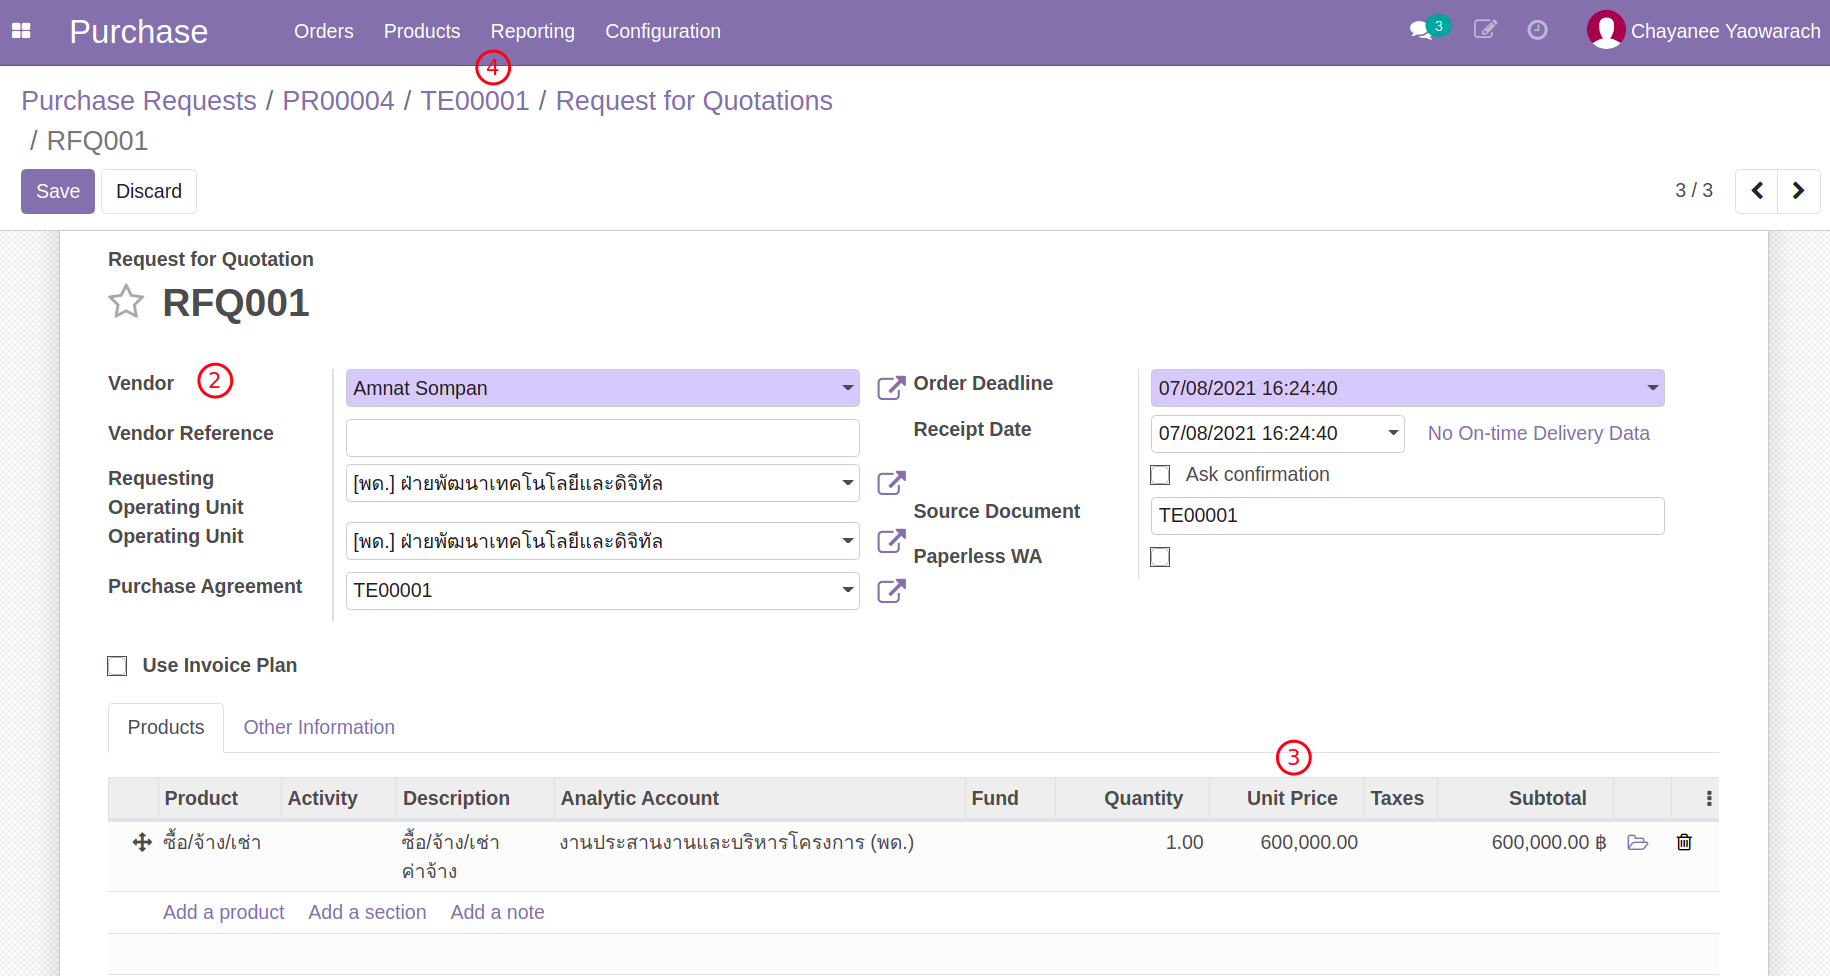 Purchase Orders Products Reporting Configuration 3 Chayanee Yaowarach
4
Purchase Requests / PR00004 / TE00001 / Request for Quotations
/ RFQ001
Save Discard 3 / 3
Request for Quotation
RFQ001
Vendor 2 Amnat Sompan Order Deadline 07/08/2021 16:24:40
Vendor Reference Receipt Date 07/08/2021 16:24:40 No On-time Delivery Data
Requesting Operating Unit [พด.] ฝ่ายพัฒนาเทคโนโลยีและดิจิทัล Ask confirmation
Operating Unit [พด.] ฝ่ายพัฒนาเทคโนโลยีและดิจิทัล Source Document TE00001
Purchase Agreement TE00001 Paperless WA
Use Invoice Plan
Products Other Information
3
Product Activity Description Analytic Account Fund Quantity Unit Price Taxes Subtotal
ซื้อ/จ้าง/เช่า ซื้อ/จ้าง/เช่า งานประสานงานและบริหารโครงการ (พด.) 1.00 600,000.00 600,000.00 ฿
ค่าจ้าง
Add a product Add a section Add a note